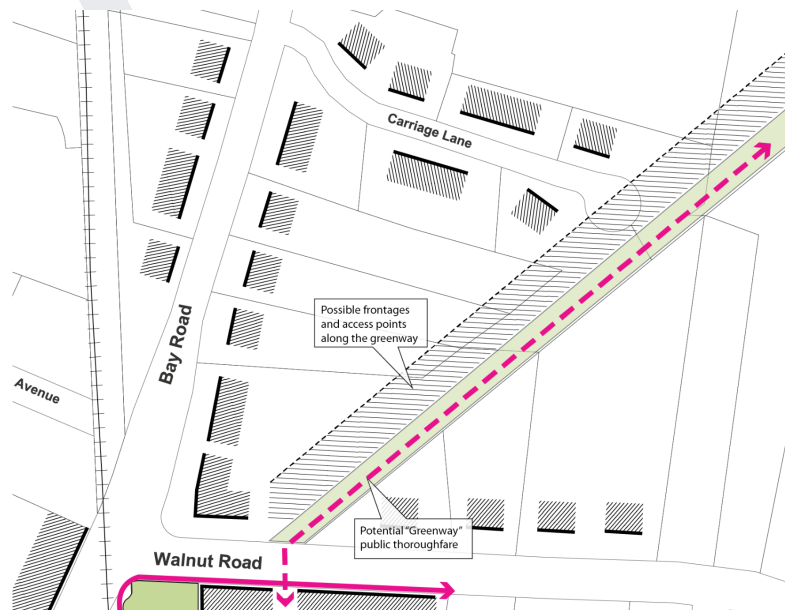 Carriage Lane
Possible frontages
and access points
along the greenway
Bay Road
Avenue
Potential "Greenway"
public thoroughfare
Walnut Road